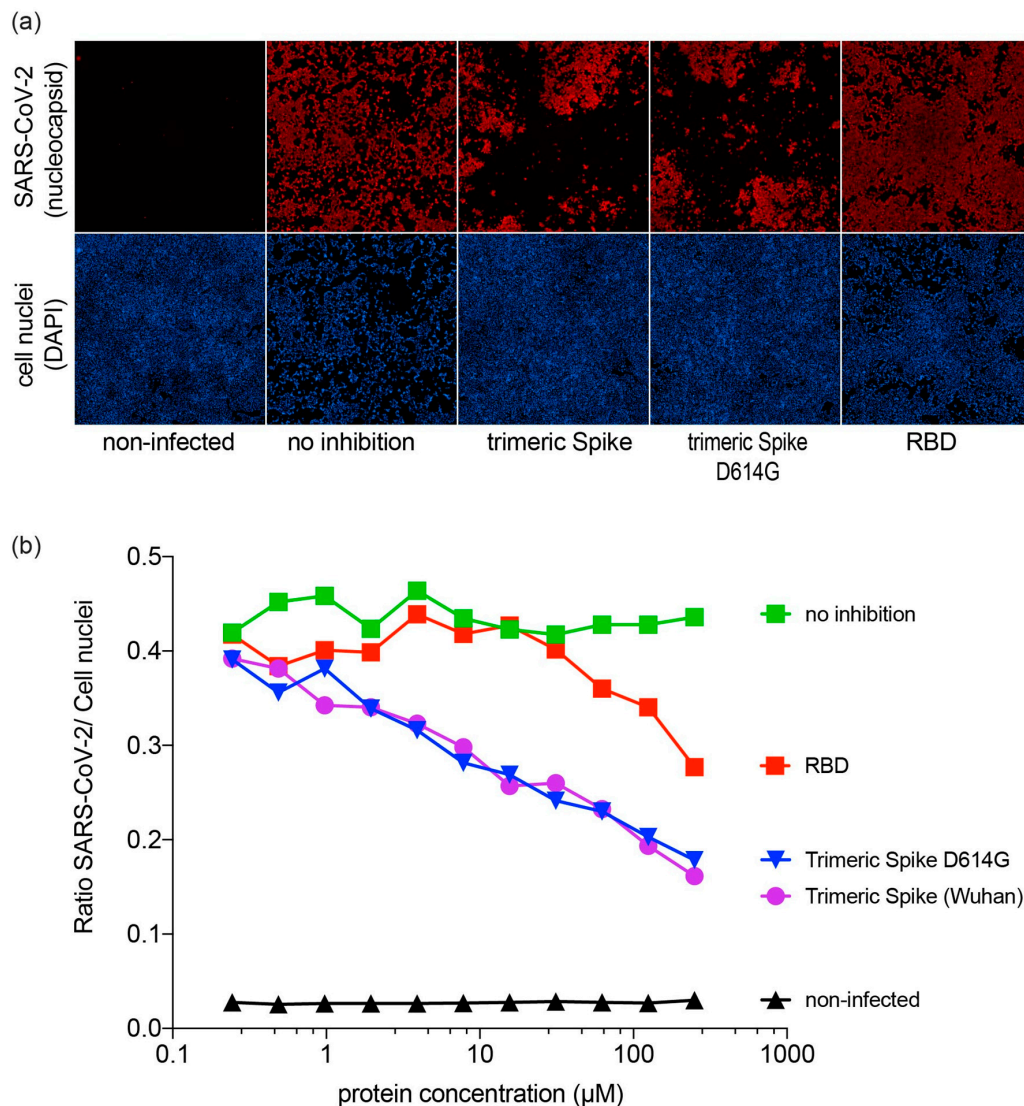 (a)
SARS-CoV-2
(nucleocapsid)
cell nuclei
(DAPI)
non-infected
no inhibition
trimeric Spike
trimeric Spike
D614G
RBD
(b)
Ratio SARS-CoV-2/ Cell nuclei
0.5
0.4
0.3
0.2
0.1
0.0
no inhibition
RBD
Trimeric Spike D614G
Trimeric Spike (Wuhan)
non-infected
0.1
1
10
100
1000
protein concentration (µM)